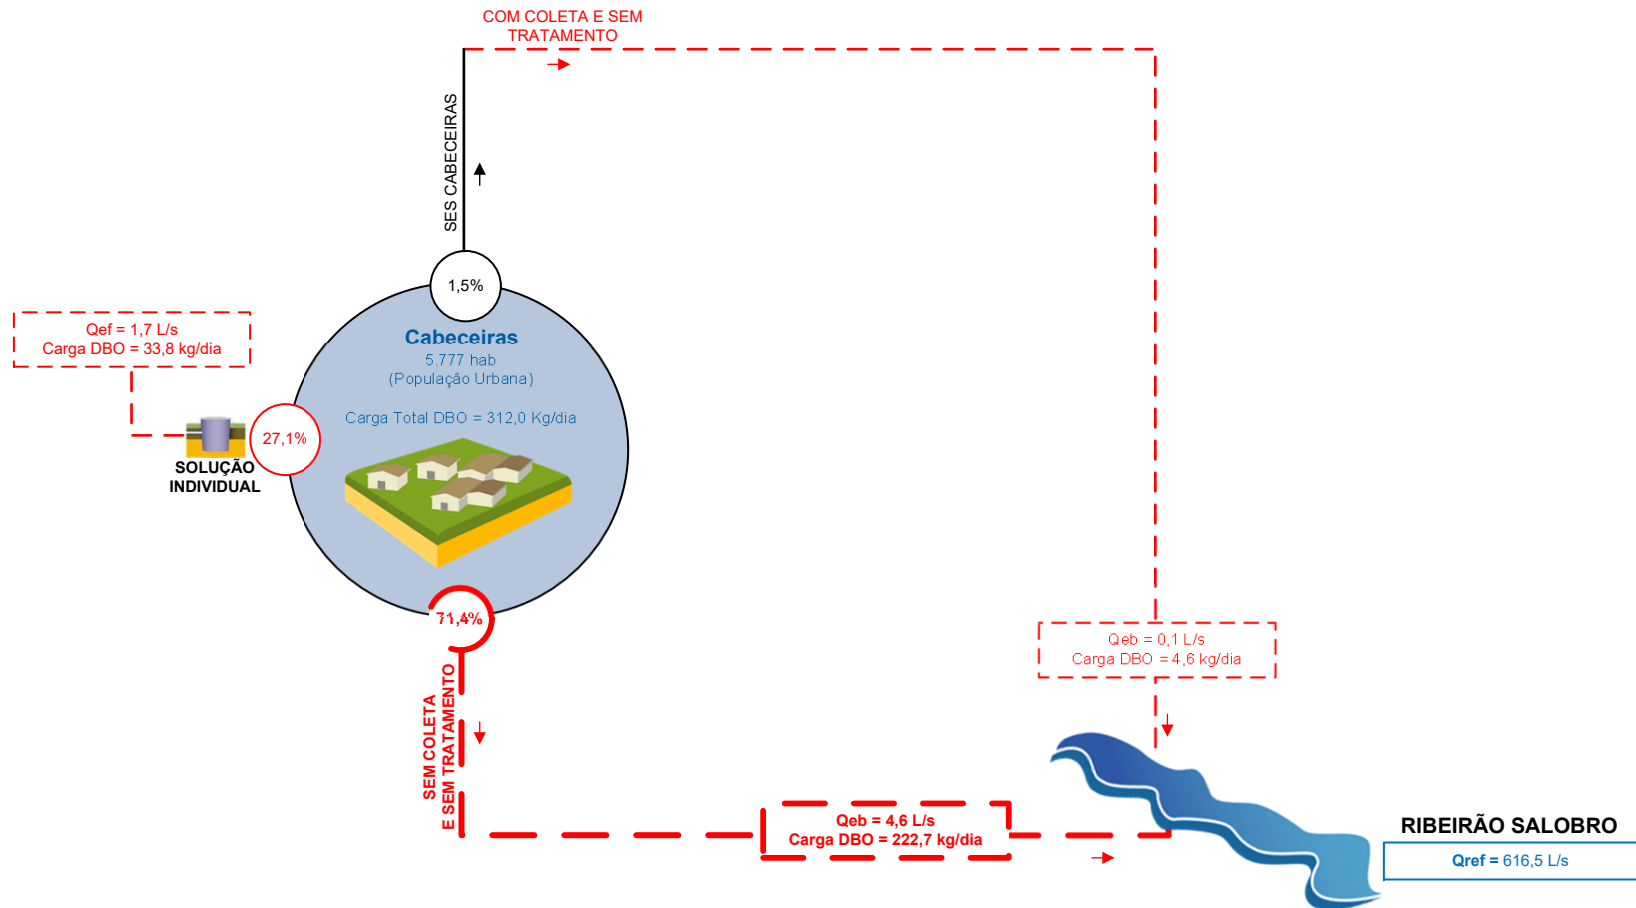 COM COLETA E SEM
TRATAMENTO
SES CABECEIRAS
1,5%
Qef = 1,7 L/s
Carga DBO = 33,8 kg/dia
Cabeceiras
5.777 hab
(População Urbana)
Carga Total DBO = 312,0 Kg/dia
27,1%
SOLUÇÃO
INDIVIDUAL
71,4%
SEM COLETA
E SEM TRATAMENTO
Qeb = 0,1 L/s
Carga DBO = 4,6 kg/dia
Qeb = 4,6 L/s
Carga DBO = 222,7 kg/dia
RIBEIRÃO SALOBRO
Qref = 616,5 L/s